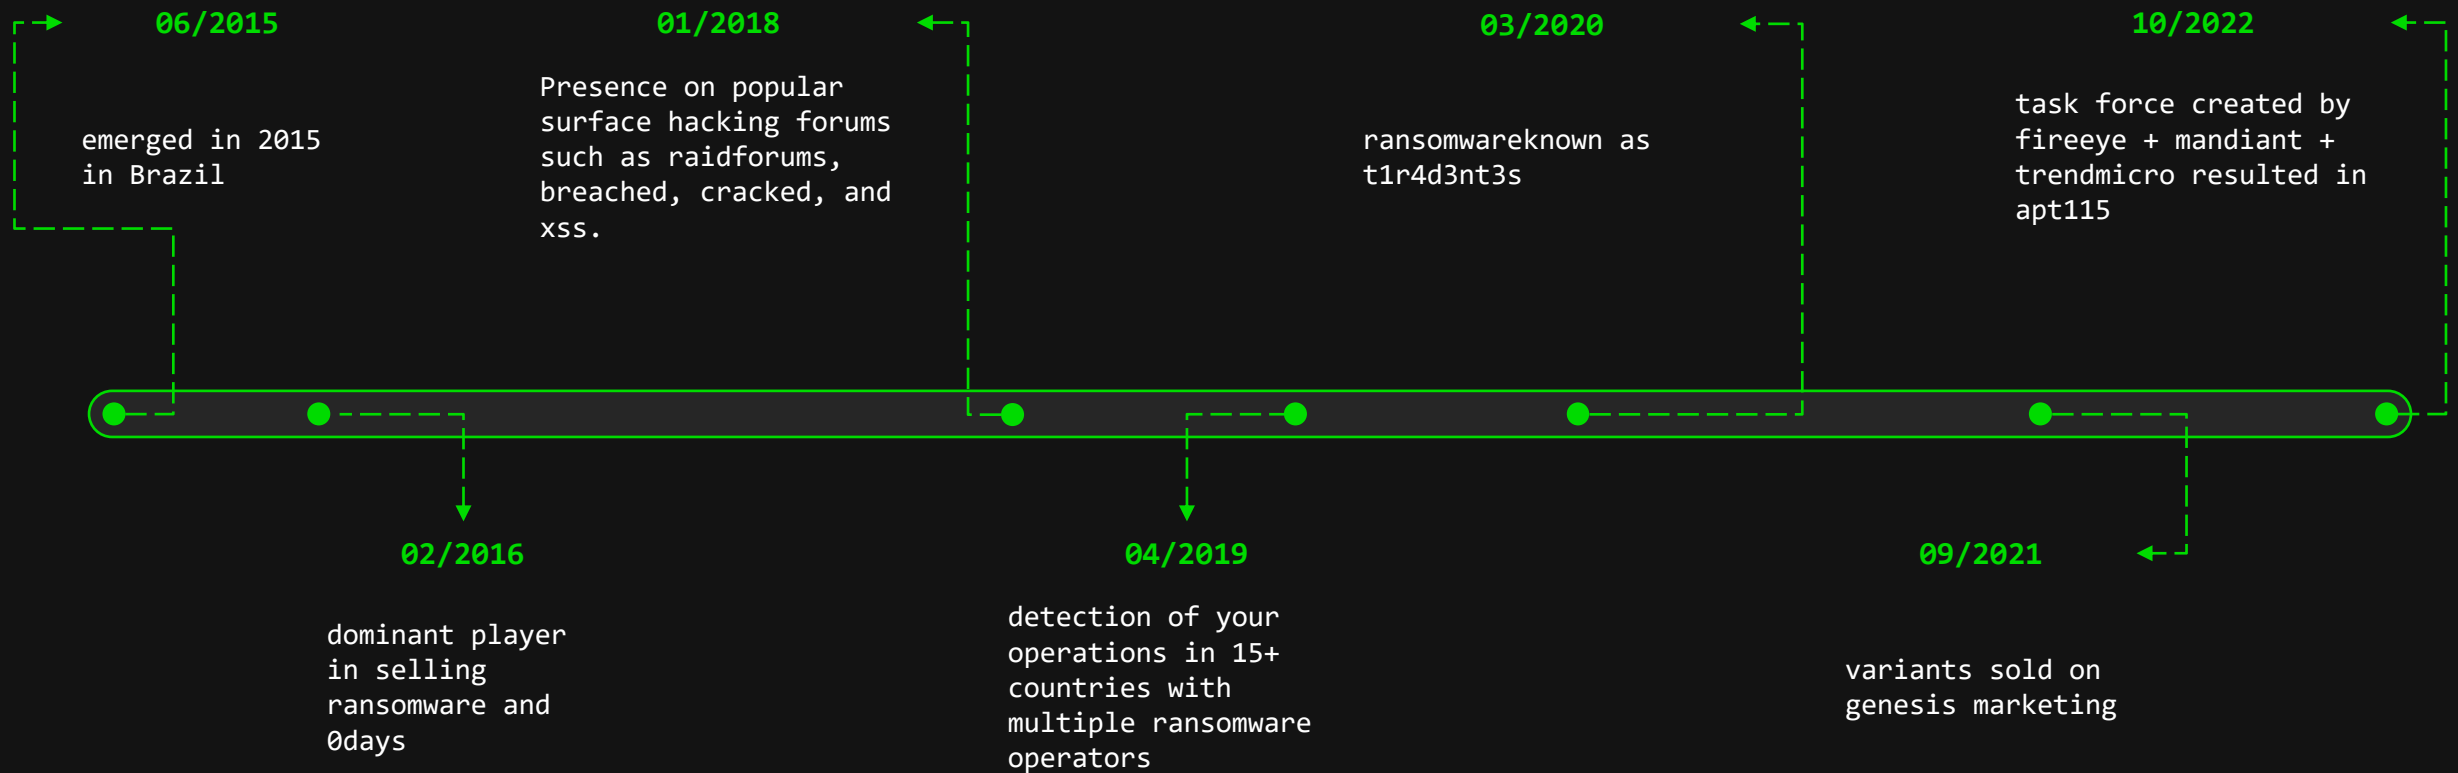 06/2015
emerged in 2015
in Brazil
01/2018
Presence on popular
surface hacking forums
such as raidforums,
breached, cracked, and
xss.
03/2020
ransomwareknown as
t1r4d3nt3s
10/2022
task force created by
fireeye + mandiant +
trendmicro resulted in
apt115
02/2016
dominant player
in selling
ransomware and
0days
04/2019
detection of your
operations in 15+
countries with
multiple ransomware
operators
09/2021
variants sold on
genesis marketing